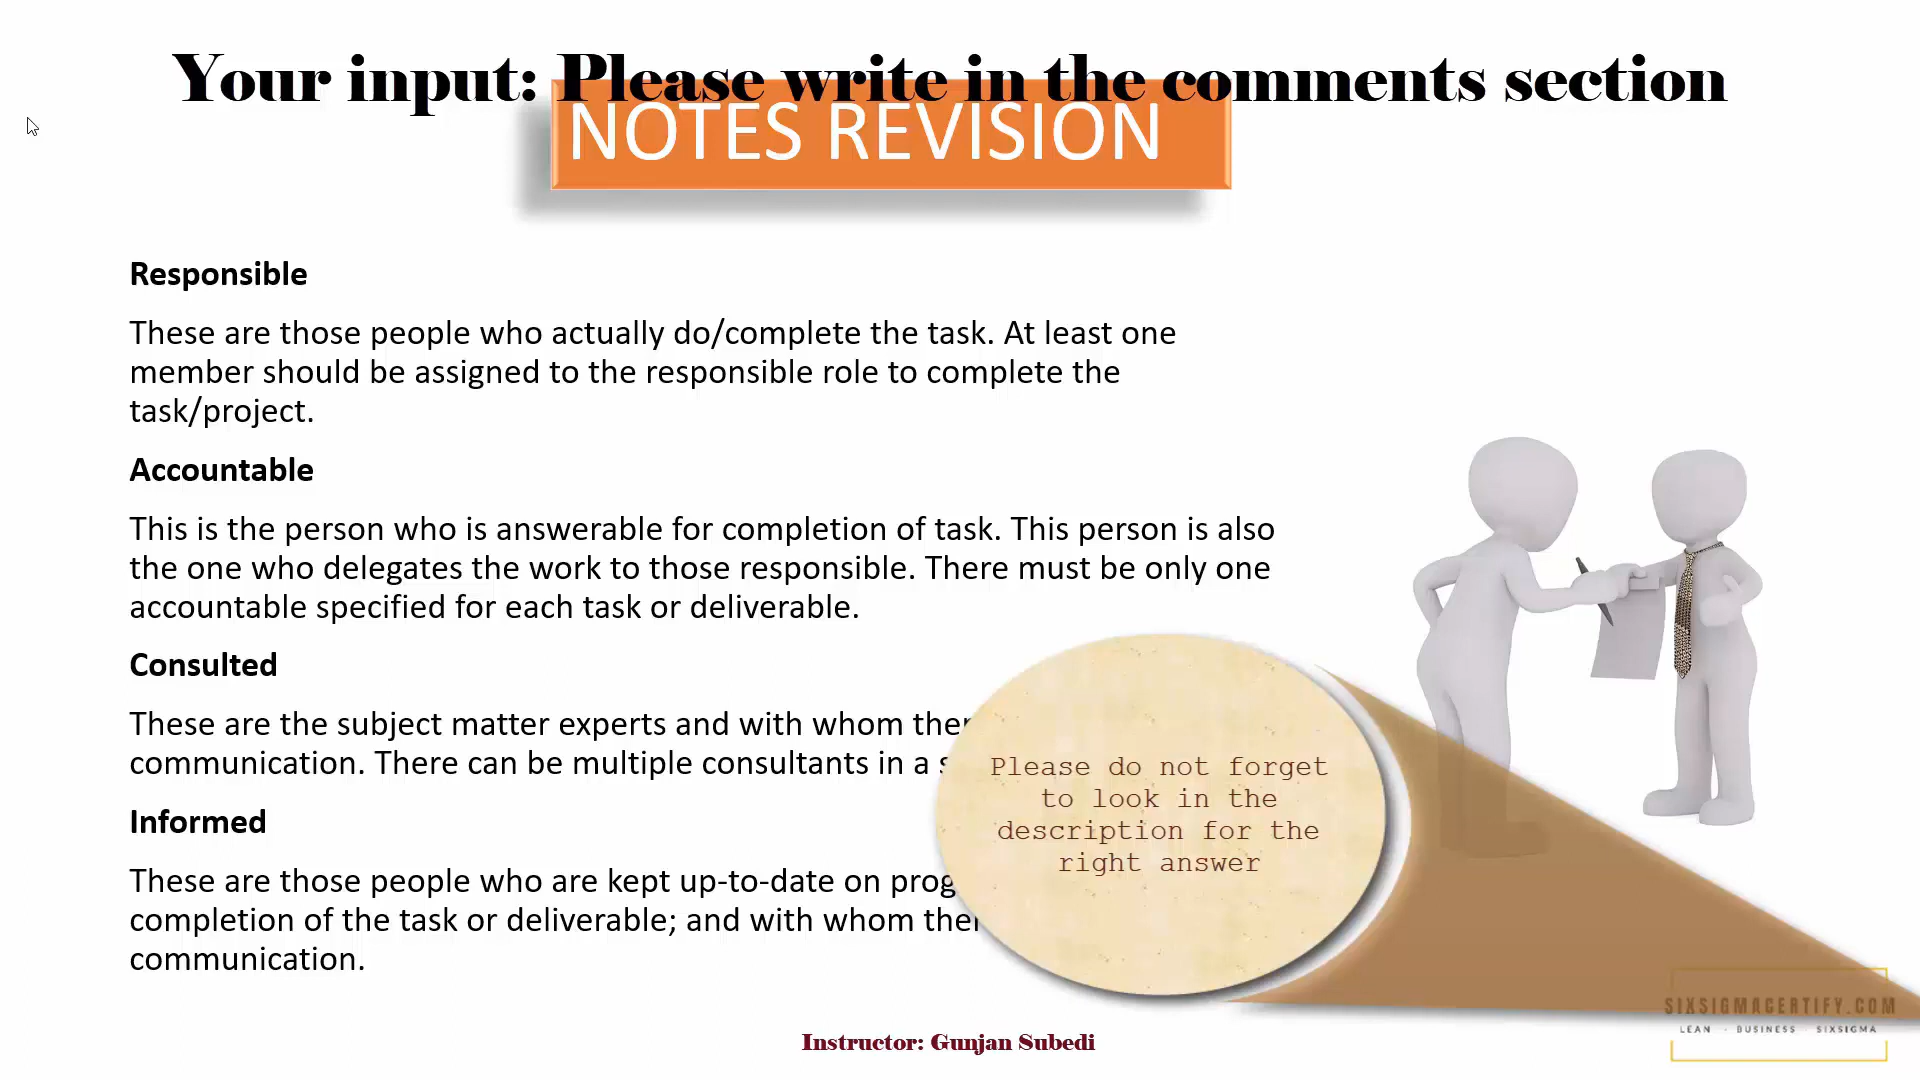 Your input: Please write in the comments section
NOTES REVISION
Responsible
These are those people who actually do/complete the task. At least one
member should be assigned to the responsible role to complete the
task/project.
Accountable
This is the person who is answerable for completion of task. This person is also
the one who delegates the work to those responsible. There must be only one
accountable specified for each task or deliverable.
Consulted
These are the subject matter experts and with whom
communication. There can be multiple consultants in a
Informed
These are those people who are kept up-to-date on
completion of the task or deliverable; and with whom
communication.
Please do not forget
to look in the
description for the
right answer
Instructor: Gunjan Subedi
SIXSIGMACERTIFY.COM
LEAN · BUSINESS · SIXSIGMA